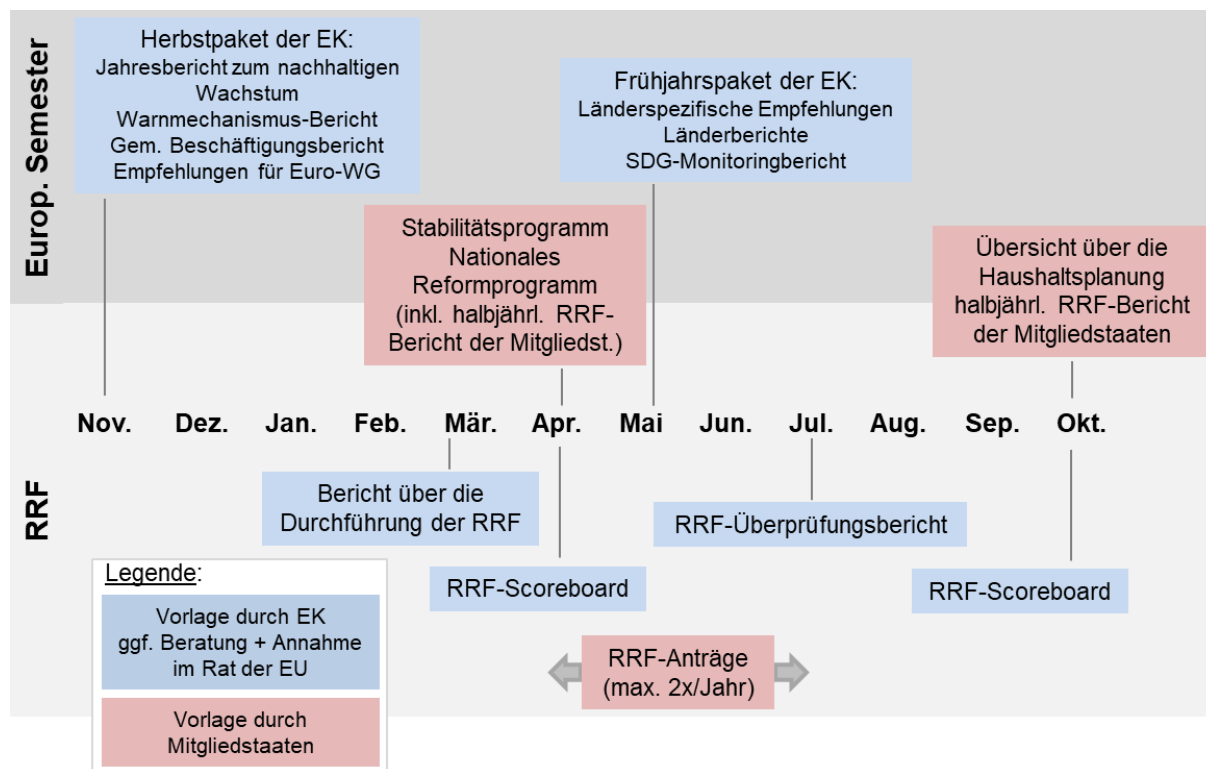 Europ. Semester
Herbstpaket der EK:
Jahresbericht zum nachhaltigen
Wachstum
Warnmechanismus-Bericht
Gem. Beschäftigungsbericht
Empfehlungen für Euro-WG
Frühjahrspaket der EK:
Länderspezifische Empfehlungen
Länderberichte
SDG-Monitoringbericht
Stabilitätsprogramm
Nationales
Reformprogramm
(inkl. halbjährl. RRF-
Bericht der Mitgliedst.)
Übersicht über die
Haushaltsplanung
halbjährl. RRF-Bericht
der Mitgliedstaaten
Nov. Dez. Jan. Feb. Mär. Apr. Mai Jun. Jul. Aug. Sep. Okt.
RRF
Bericht über die
Durchführung der RRF
RRF-Überprüfungsbericht
RRF-Scoreboard
RRF-Scoreboard
RRF-Anträge
(max. 2x/Jahr)
Legende:
Vorlage durch EK
ggf. Beratung + Annahme
im Rat der EU
Vorlage durch
Mitgliedstaaten